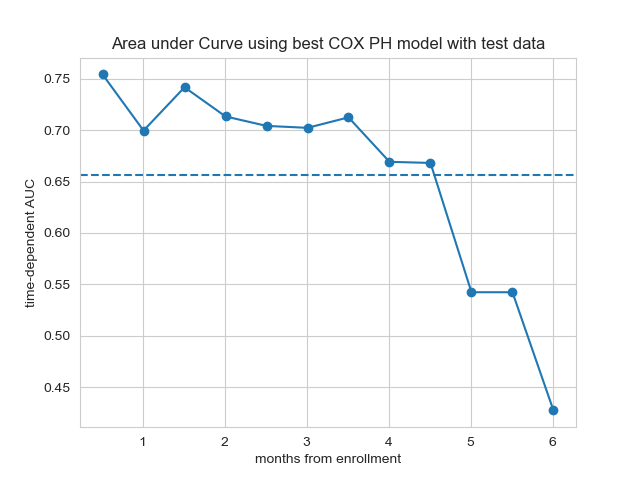 Area under Curve using best COX PH model with test data
time-dependent AUC
0.75
0.70
0.65
0.60
0.55
0.50
0.45
1 2 3 4 5 6
months from enrollment